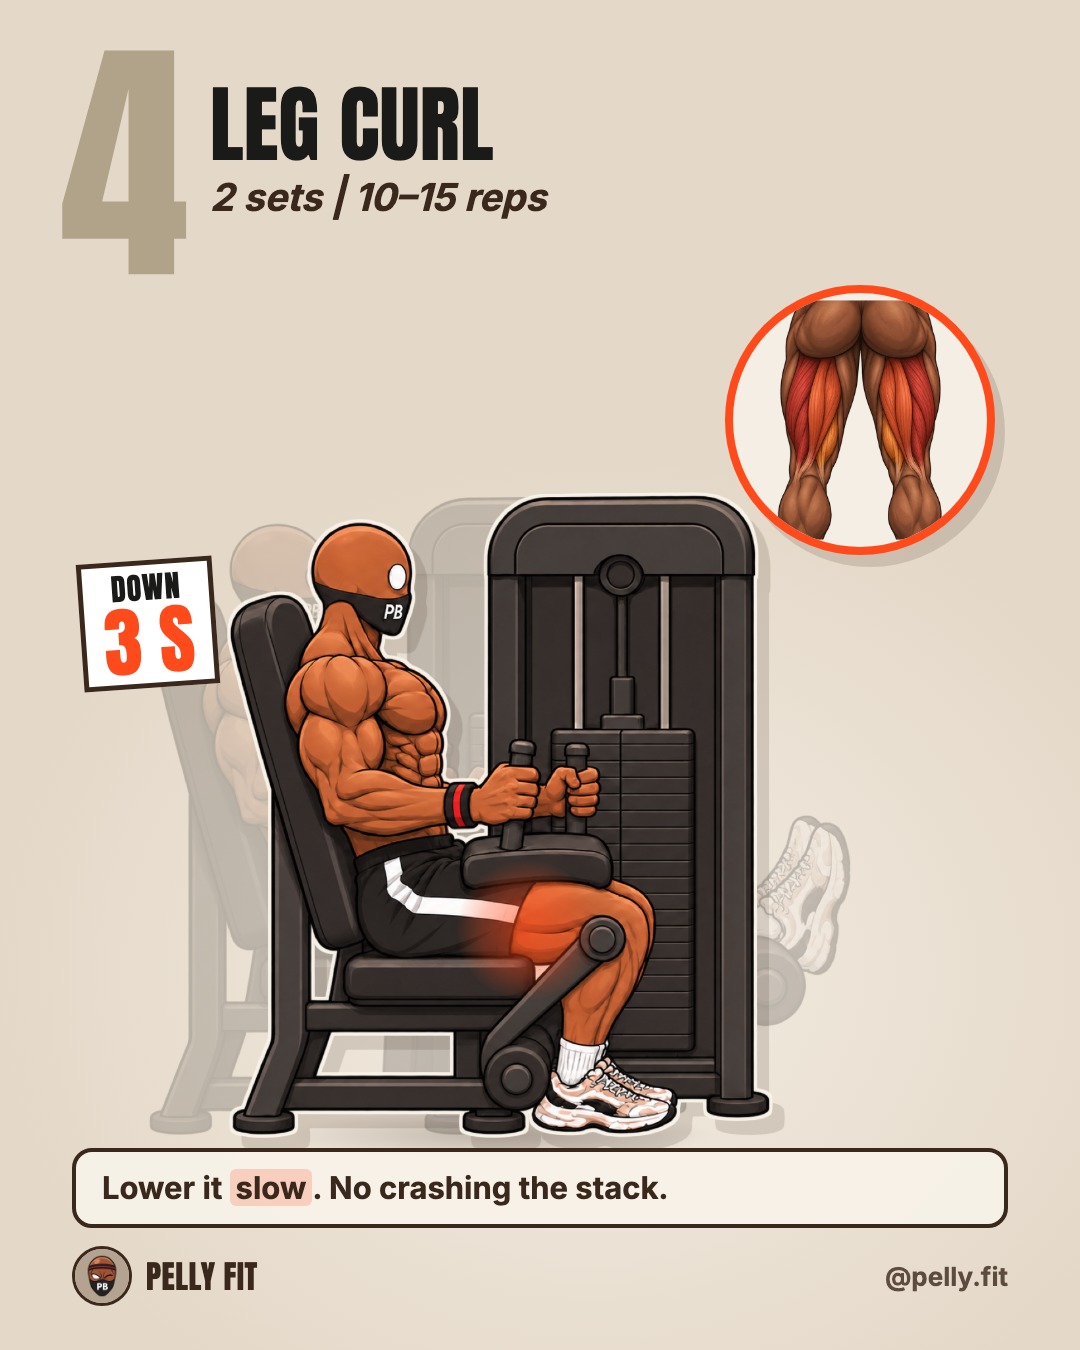 4
LEG CURL
2 sets / 10–15 reps
DOWN
3 S
PB
Lower it slow. No crashing the stack.
PB
PELLY FIT
@pelly.fit